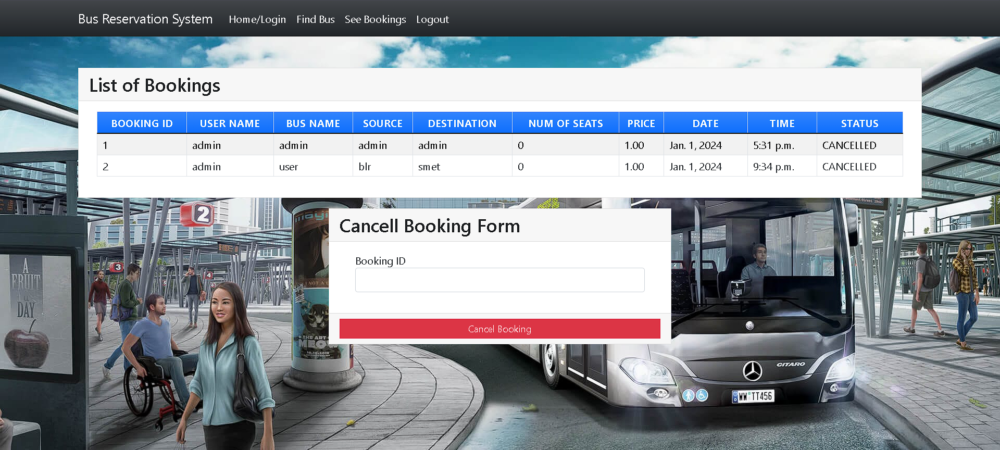 Bus Reservation System Home/Login Find Bus See Bookings Logout
List of Bookings
BOOKING ID USER NAME BUS NAME SOURCE DESTINATION NUM OF SEATS PRICE DATE TIME STATUS
1 admin admin admin admin 0 1.00 Jan. 1, 2024 5:31 p.m. CANCELLED
2 admin user blr smet 0 1.00 Jan. 1, 2024 9:34 p.m. CANCELLED
2
Cancell Booking Form
Booking ID
3
4
A
FRUIT
a
DAY
Cancel Booking
THE ART
MEOW
10.10.2018
CITARO
WW TT456